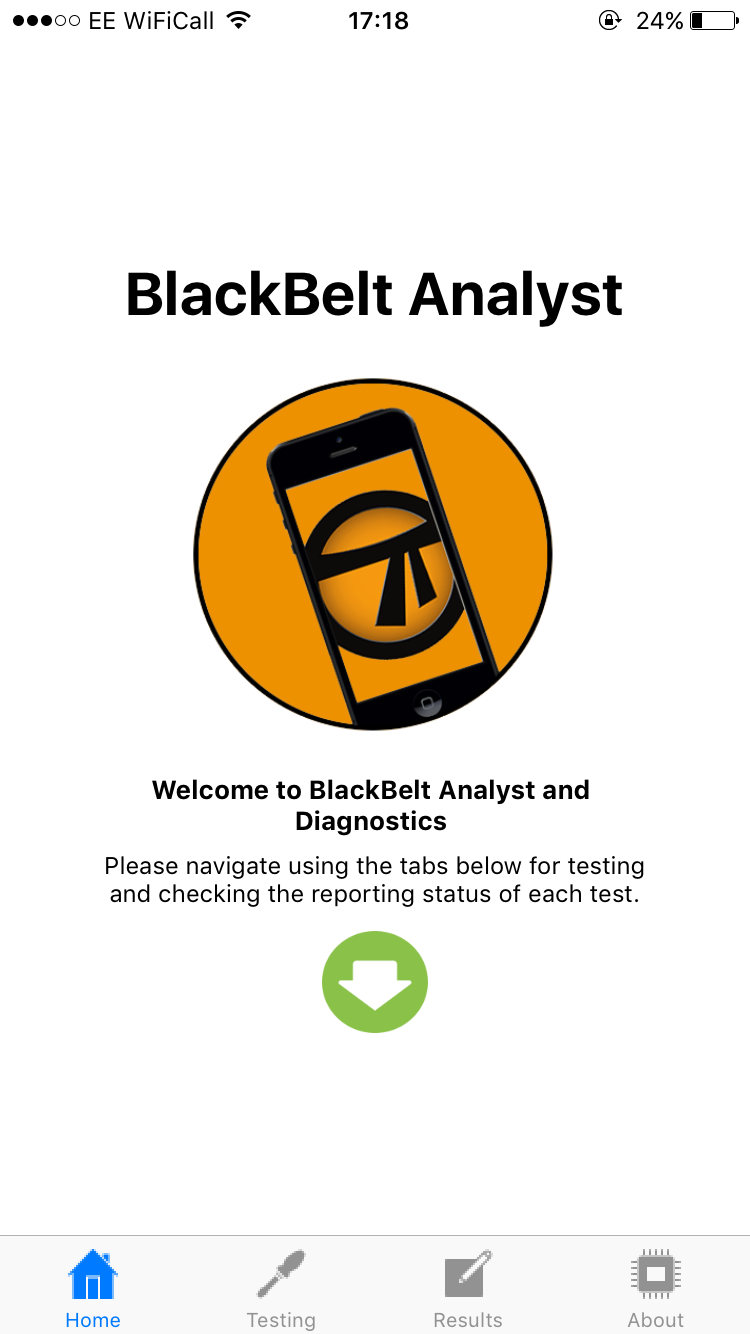 EE WiFiCall 17:18 24%
BlackBelt Analyst
Welcome to BlackBelt Analyst and
Diagnostics
Please navigate using the tabs below for testing
and checking the reporting status of each test.
Home Testing Results About